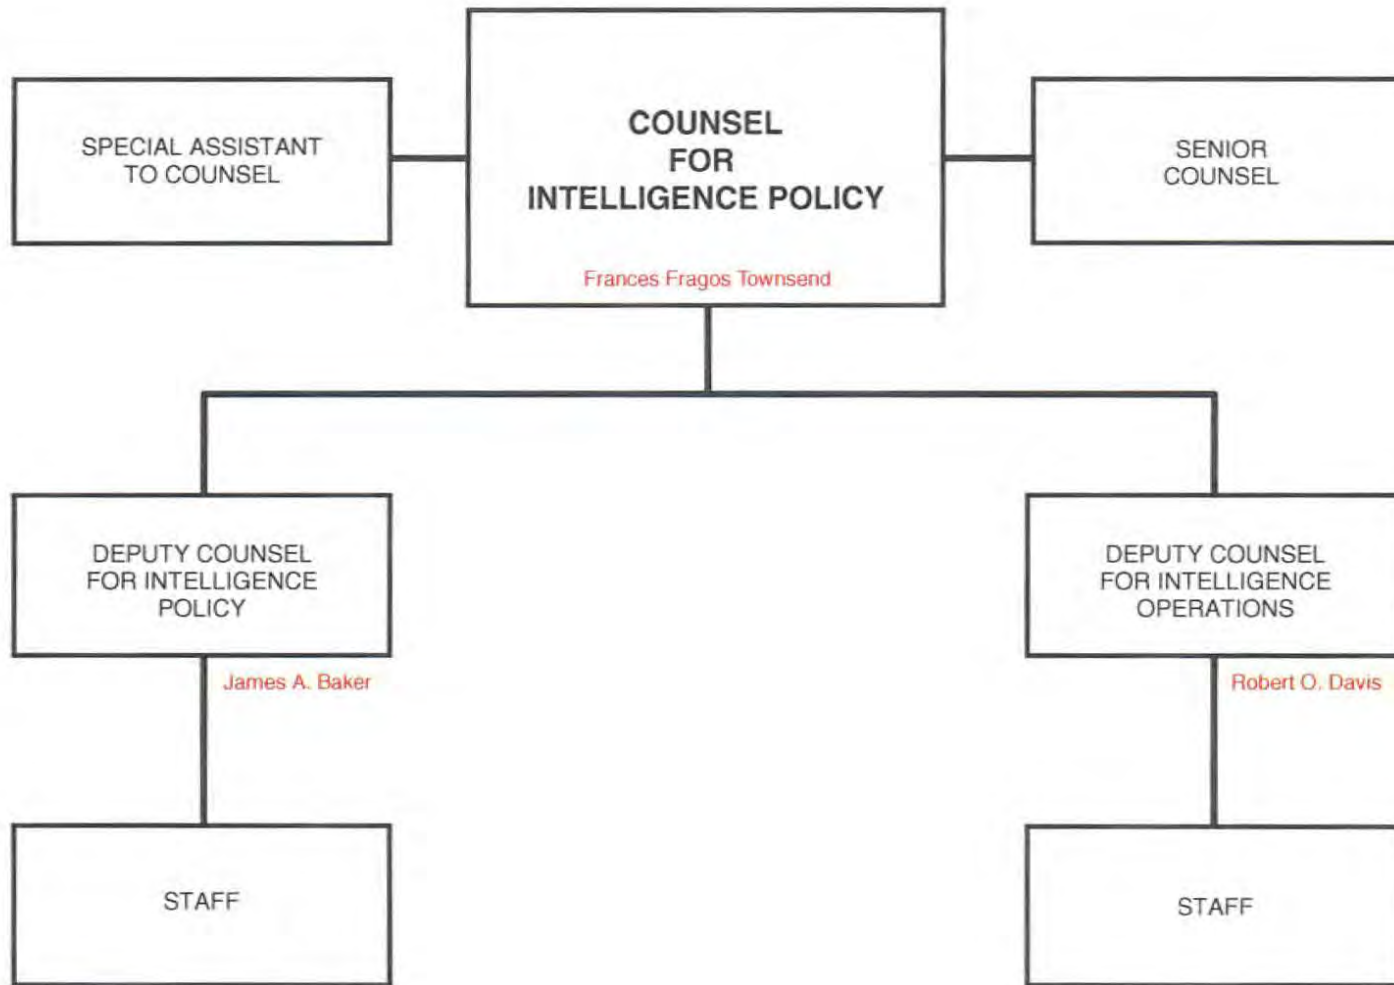 SPECIAL ASSISTANT
TO COUNSEL
COUNSEL
FOR
INTELLIGENCE POLICY
Frances Fragos Townsend
SENIOR
COUNSEL
DEPUTY COUNSEL
FOR INTELLIGENCE
POLICY
James A. Baker
DEPUTY COUNSEL
FOR INTELLIGENCE
OPERATIONS
Robert O. Davis
STAFF
STAFF